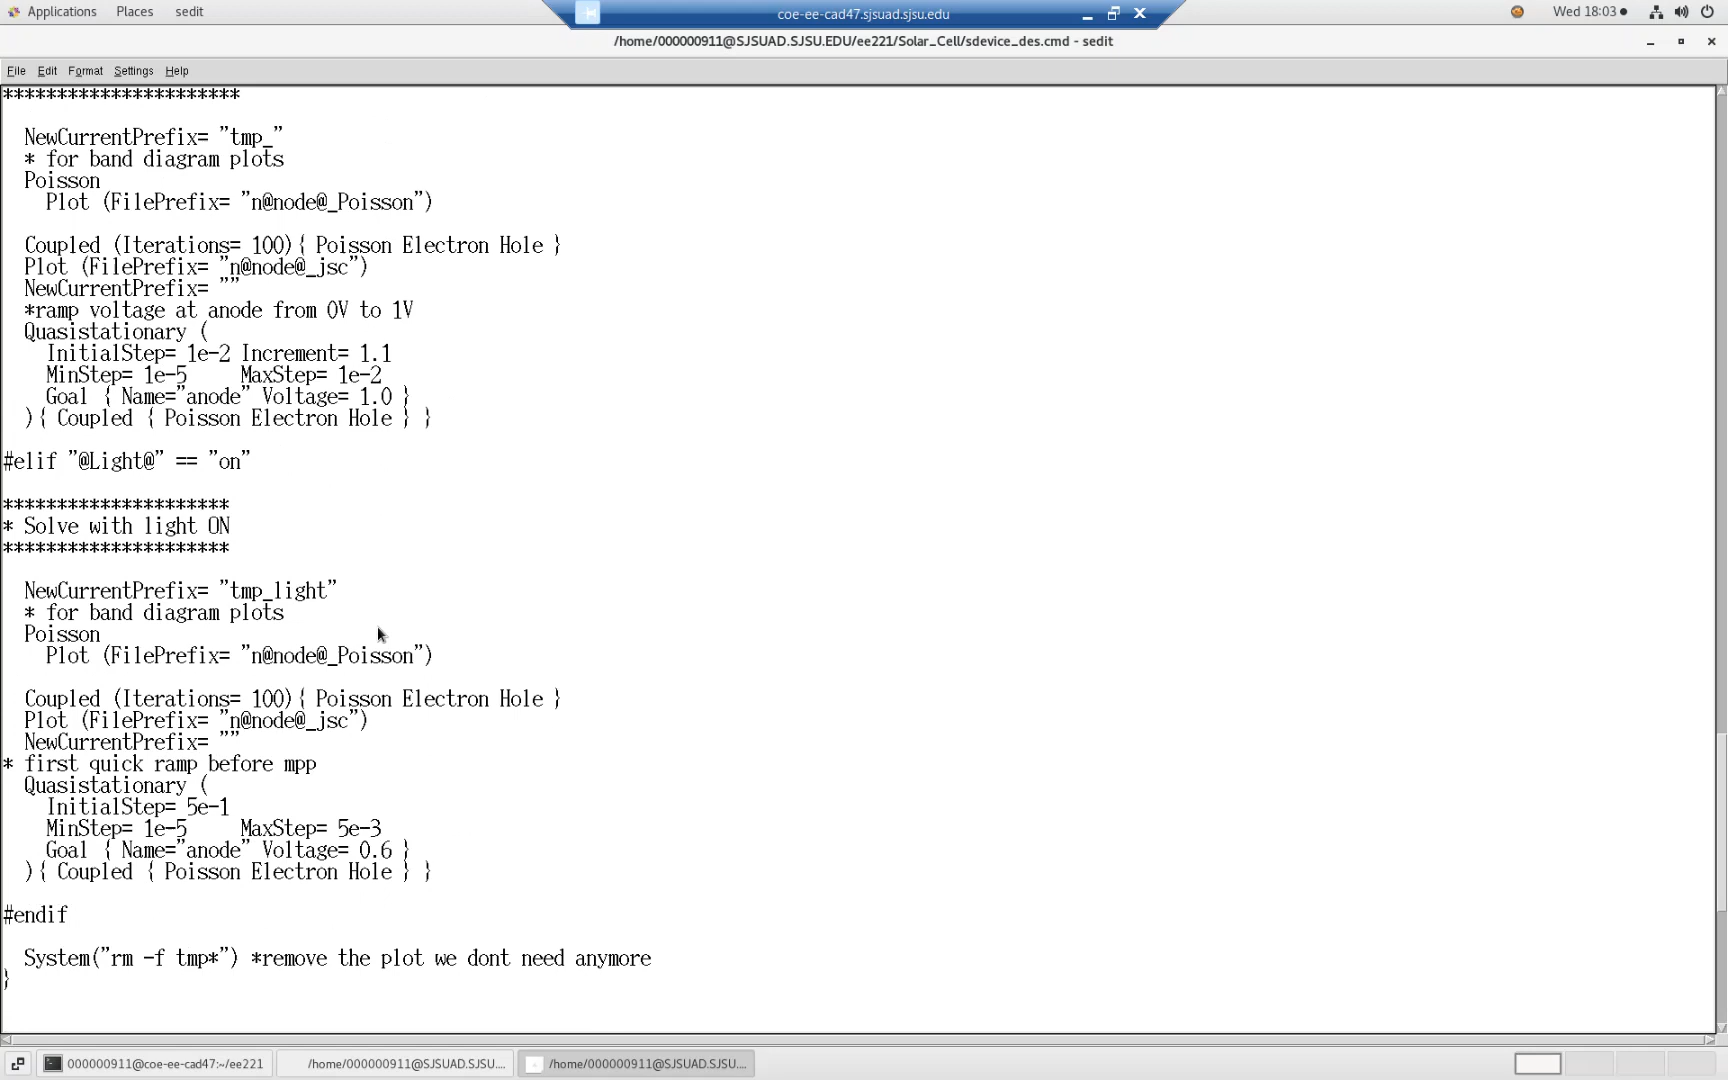 Applications Places sedit
coe-ee-cad47.sjsuad.sjsu.edu
Wed 18:03
/home/000000911@SJSUAD.SJSU.EDU/ee221/Solar_Cell/sdevice_des.cmd - sedit
File Edit Format Settings Help
**********************
NewCurrentPrefix= "tmp_"
* for band diagram plots
Poisson
Plot (FilePrefix= "n@node@_Poisson")
Coupled (Iterations= 100){ Poisson Electron Hole }
Plot (FilePrefix= "n@node@_jsc")
NewCurrentPrefix= ""
*ramp voltage at anode from 0V to 1V
Quasistationary (
InitialStep= 1e-2 Increment= 1.1
MinStep= 1e-5 MaxStep= 1e-2
Goal { Name="anode" Voltage= 1.0 }
){ Coupled { Poisson Electron Hole } }
#elif "@Light@" == "on"
*********************
* Solve with light ON
*********************
NewCurrentPrefix= "tmp_light"
* for band diagram plots
Poisson
Plot (FilePrefix= "n@node@_Poisson")
Coupled (Iterations= 100){ Poisson Electron Hole }
Plot (FilePrefix= "n@node@_jsc")
NewCurrentPrefix= ""
* first quick ramp before mpp
Quasistationary (
InitialStep= 5e-1
MinStep= 1e-5 MaxStep= 5e-3
Goal { Name="anode" Voltage= 0.6 }
){ Coupled { Poisson Electron Hole } }
#endif
System("rm -f tmp*") *remove the plot we dont need anymore
}
000000911@coe-ee-cad47:~/ee221 /home/000000911@SJSUAD.SJSU.... /home/000000911@SJSUAD.SJSU....